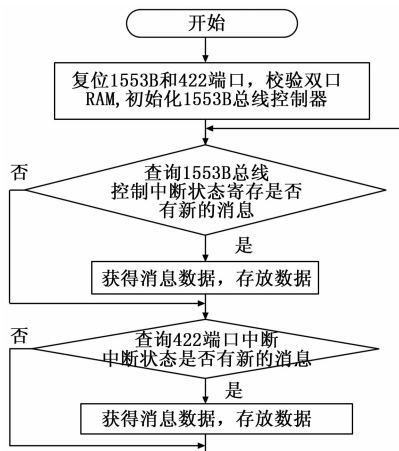 开始
复位1553B和422端口，校验双口
RAM,初始化1553B总线控制器
否
查询1553B总线
控制中断状态寄存是否
有新的消息
是
获得消息数据，存放数据
否
查询422端口中断
中断状态是否有新的消息
是
获得消息数据，存放数据